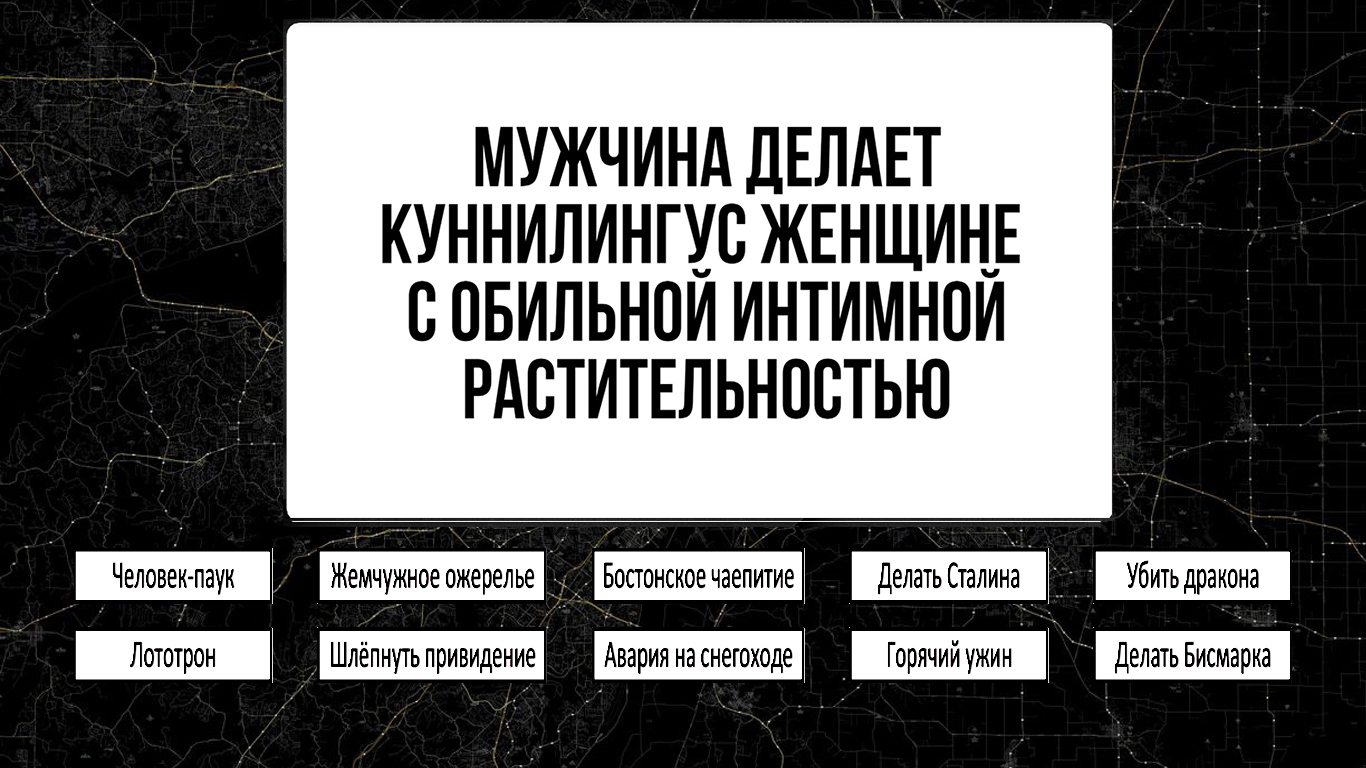 МУЖЧИНА ДЕЛАЕТ
КУННИЛИНГУС ЖЕНЩИНЕ
С ОБИЛЬНОЙ ИНТИМНОЙ
РАСТИТЕЛЬНОСТЬЮ
Человек-паук
Жемчужное ожерелье
Бостонское чаепитие
Делать Сталина
Убить дракона
Лототрон
Шлёпнуть привидение
Авария на снегоходе
Горячий ужин
Делать Бисмарка